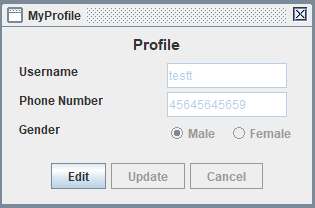 MyProfile
Profile
Username testt
Phone Number 45645645659
Gender Male Female
Edit Update Cancel